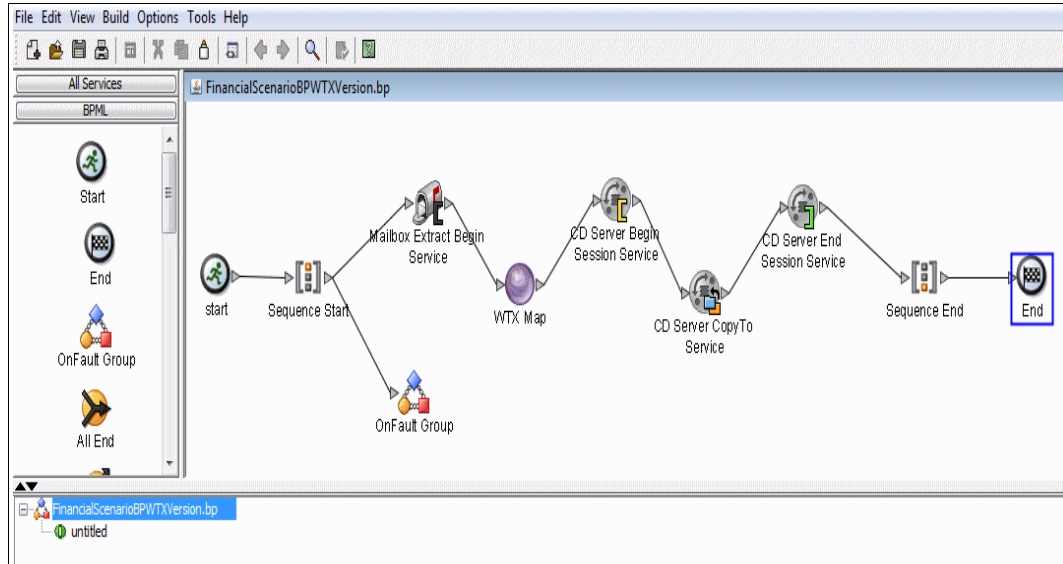 File Edit View Build Options Tools Help
All Services
BPML
Start
End
OnFault Group
All End
FinancialScenarioBPWTXVersion.bp
start
Sequence Start
Mailbox Extract Begin
Service
OnFault Group
WTX Map
CD Server Begin
Session Service
CD Server CopyTo
Service
CD Server End
Session Service
Sequence End
End
FinancialScenarioBPWTXVersion.bp
untitled